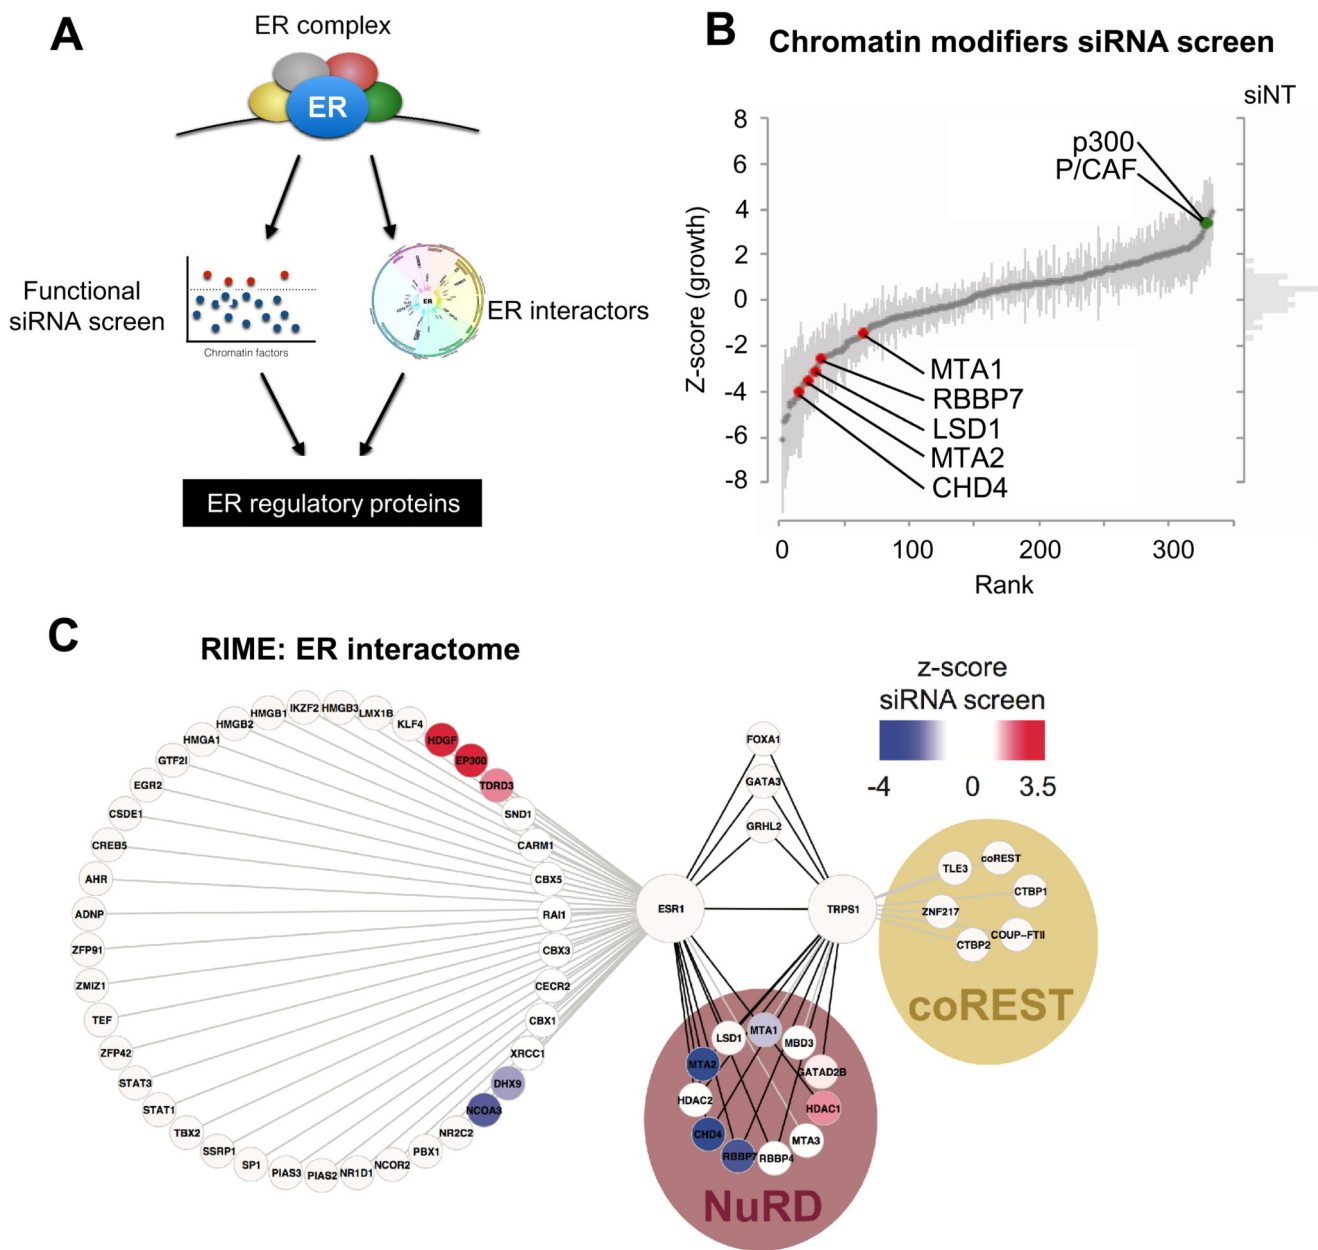 A
ER complex
ER
Functional
siRNA screen
Chromatin factors
ER
ER interactors
ER regulatory proteins
B
Chromatin modifiers siRNA screen
siNT
Z-score (growth)
8
6
4
2
0
-2
-4
-6
-8
p300
P/CAF
MTA1
RBBP7
LSD1
MTA2
CHD4
0
100
200
300
Rank
C
RIME: ER interactome
z-score
siRNA screen
-4
0
3.5
IKZF2
HMGB3
LMX1B
KLF4
HDGF
EP300
TDRD3
SND1
CARM1
CBX5
RAI1
CBX3
CECR2
CBX1
XRCC1
DHX9
NCOA3
NR2C2
PBX1
NCOR2
NR1D1
PIAS2
PIAS3
SP1
SSRP1
TBX2
STAT1
STAT3
ZFP42
TEF
ZMIZ1
ZFP91
ADNP
AHR
CREB5
CSDE1
EGR2
GTF2I
HMGA1
HMGB2
HMGB1
FOXA1
GATA3
GRHL2
ESR1
TRPS1
TLE3
coREST
CTBP1
ZNF217
COUP-FTII
CTBP2
coREST
LSD1
MTA1
MBD3
MTA2
GATAD2B
HDAC2
HDAC1
CHD4
MTA3
RBBP7
RBBP4
NuRD